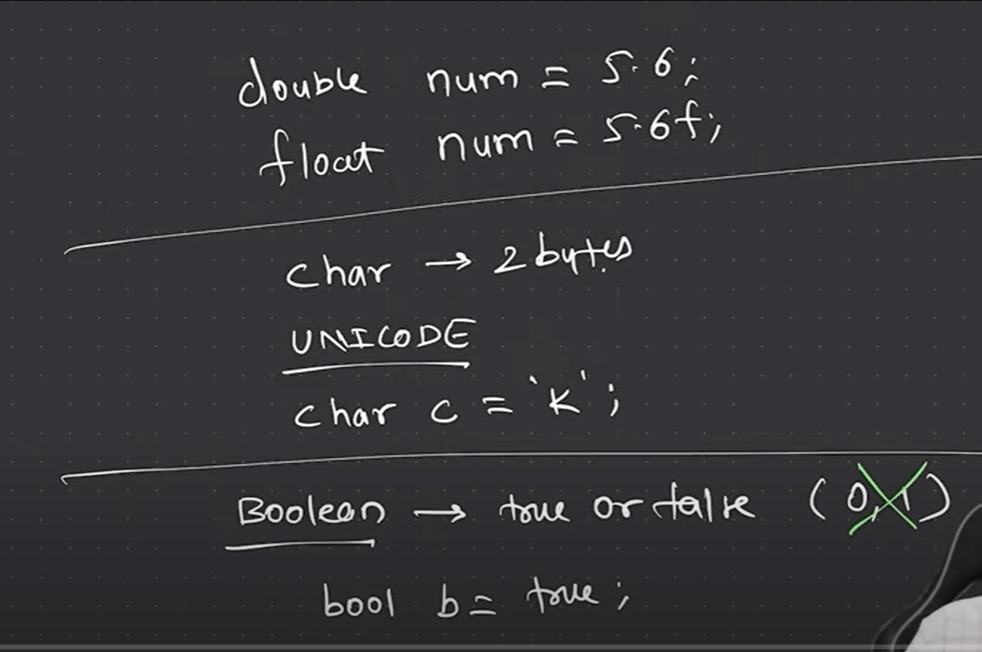 double num = 5.6;
float num = 5.6f;
char → 2 bytes
UNICODE
char c = 'K';
Boolean → true or false (0,1)
bool b = true;